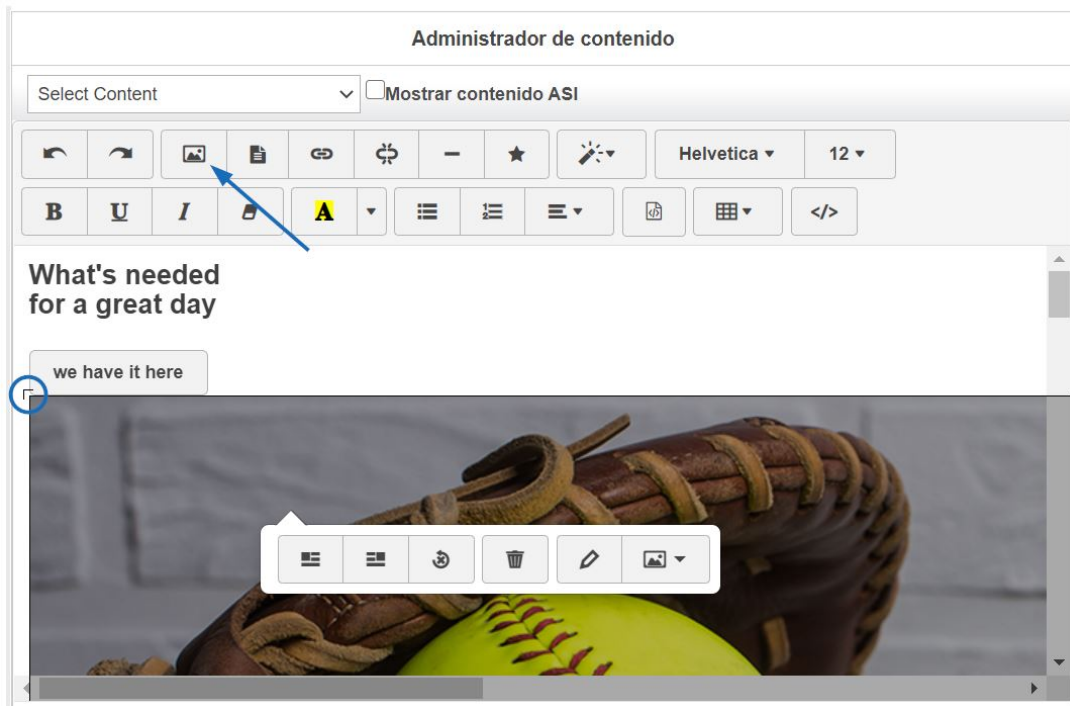 Administrador de contenido
Select Content
Mostrar contenido ASI
Helvetica
12
B U I A
</>
What's needed
for a great day
we have it here